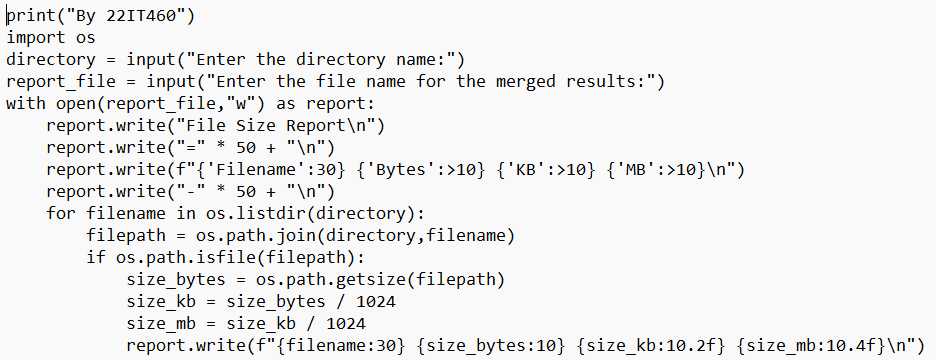 print("By 22IT460")
import os
directory = input("Enter the directory name:")
report_file = input("Enter the file name for the merged results:")
with open(report_file,"w") as report:
    report.write("File Size Report\n")
    report.write("=" * 50 + "\n")
    report.write(f"{'Filename':30} {'Bytes':>10} {'KB':>10} {'MB':>10}\n")
    report.write("-" * 50 + "\n")
    for filename in os.listdir(directory):
        filepath = os.path.join(directory,filename)
        if os.path.isfile(filepath):
            size_bytes = os.path.getsize(filepath)
            size_kb = size_bytes / 1024
            size_mb = size_kb / 1024
            report.write(f"{filename:30} {size_bytes:10} {size_kb:10.2f} {size_mb:10.4f}\n")